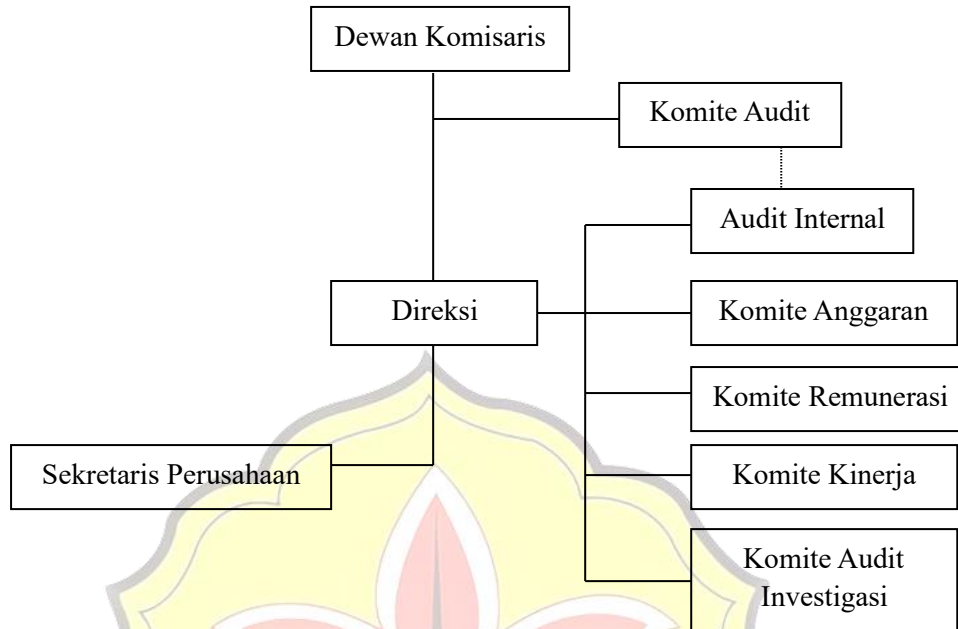 Dewan Komisaris
Komite Audit
Audit Internal
Direksi
Komite Anggaran
Komite Remunerasi
Sekretaris Perusahaan
Komite Kinerja
Komite Audit
Investigasi